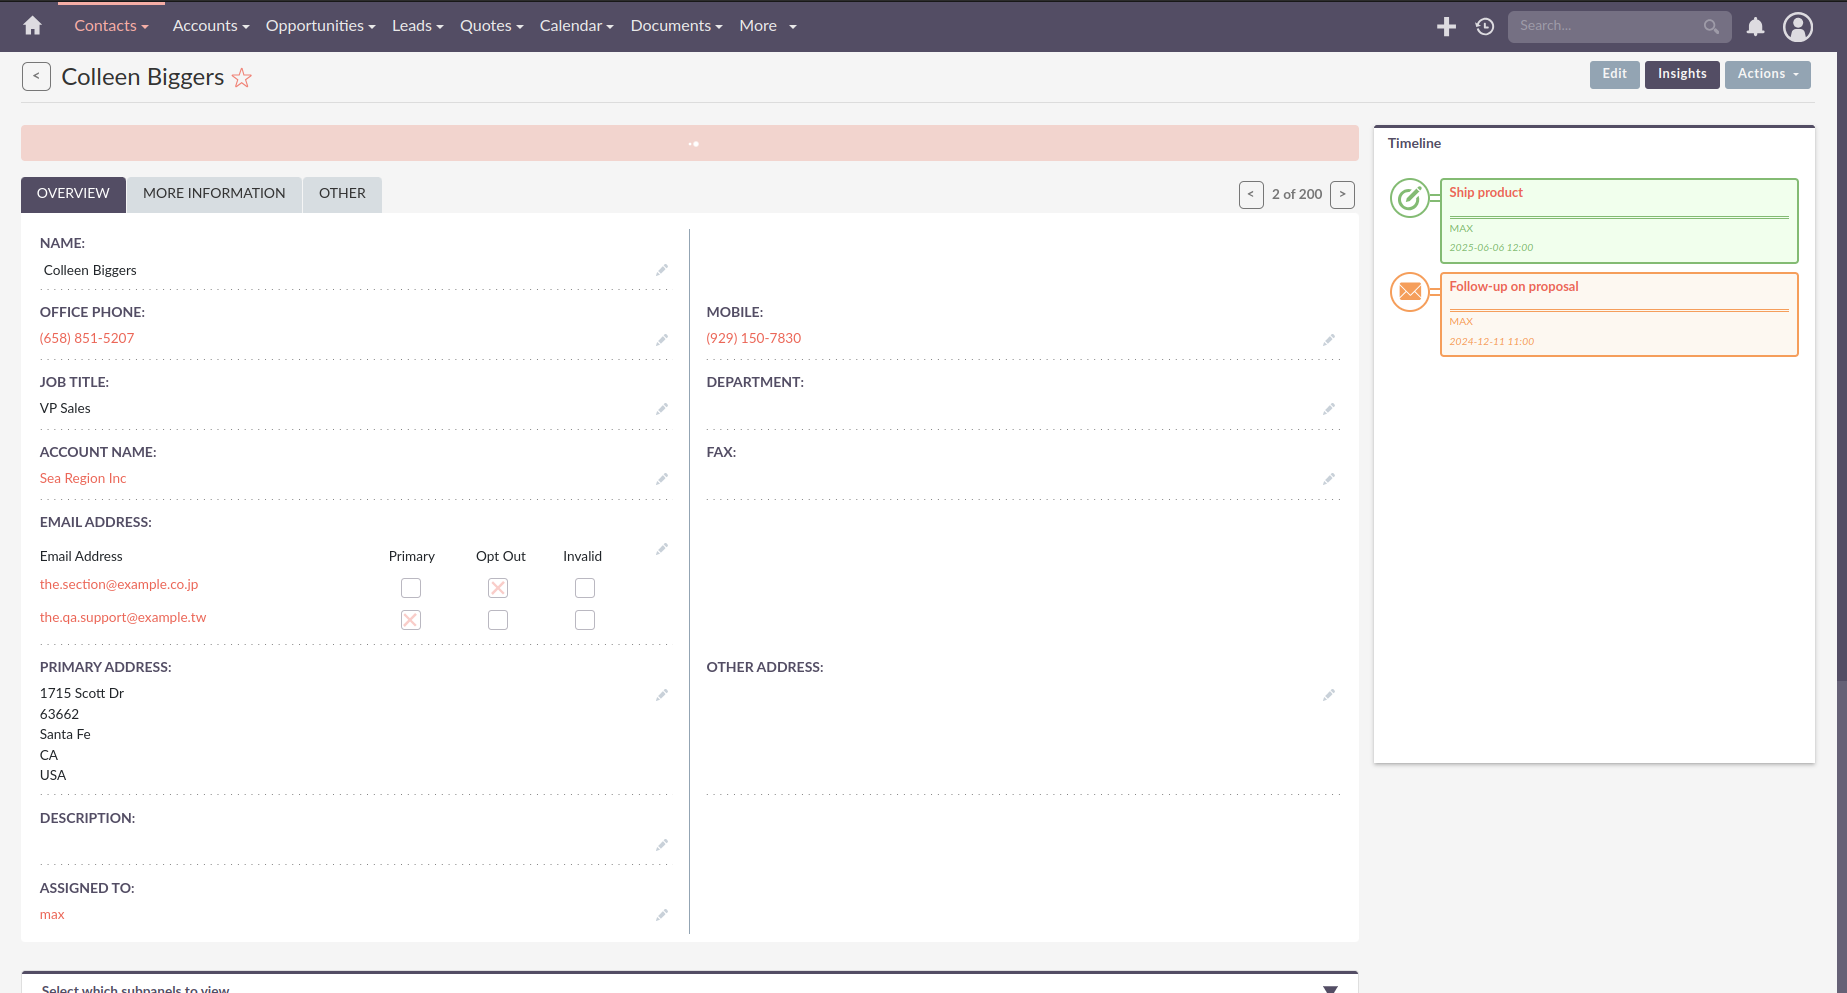 Contacts Accounts Opportunities Leads Quotes Calendar Documents More Search...
< Colleen Biggers Edit Insights Actions
OVERVIEW MORE INFORMATION OTHER < 2 of 200 >
NAME:
Colleen Biggers
OFFICE PHONE: MOBILE:
(658) 851-5207 (929) 150-7830
JOB TITLE: DEPARTMENT:
VP Sales
ACCOUNT NAME: FAX:
Sea Region Inc
EMAIL ADDRESS:
Email Address Primary Opt Out Invalid
the.section@example.co.jp
the.qa.support@example.tw
PRIMARY ADDRESS: OTHER ADDRESS:
1715 Scott Dr
63662
Santa Fe
CA
USA
DESCRIPTION:
ASSIGNED TO:
max
Select which subpanels to view
Timeline
Ship product
MAX
2025-06-06 12:00
Follow-up on proposal
MAX
2024-12-11 11:00